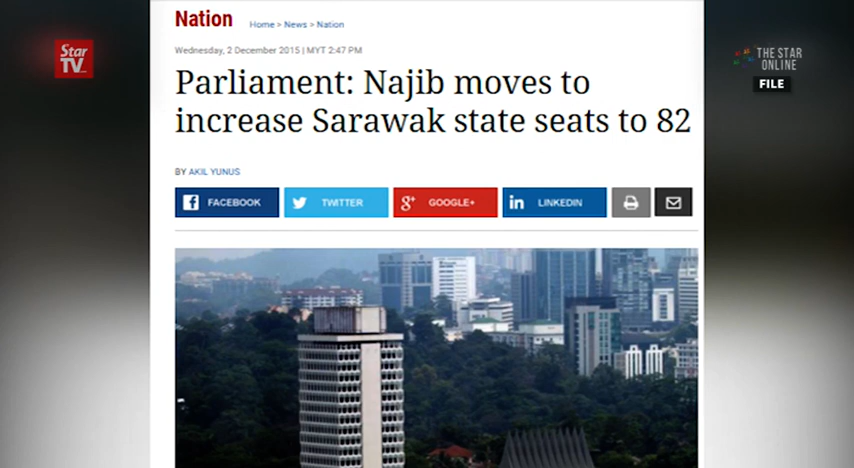 Star
TV
THE STAR
ONLINE
FILE
Nation
Home > News > Nation
Wednesday, 2 December 2015 | MYT 2:47 PM
Parliament: Najib moves to
increase Sarawak state seats to 82
BY AKIL YUNUS
f FACEBOOK TWITTER g+ GOOGLE+ in LINKEDIN